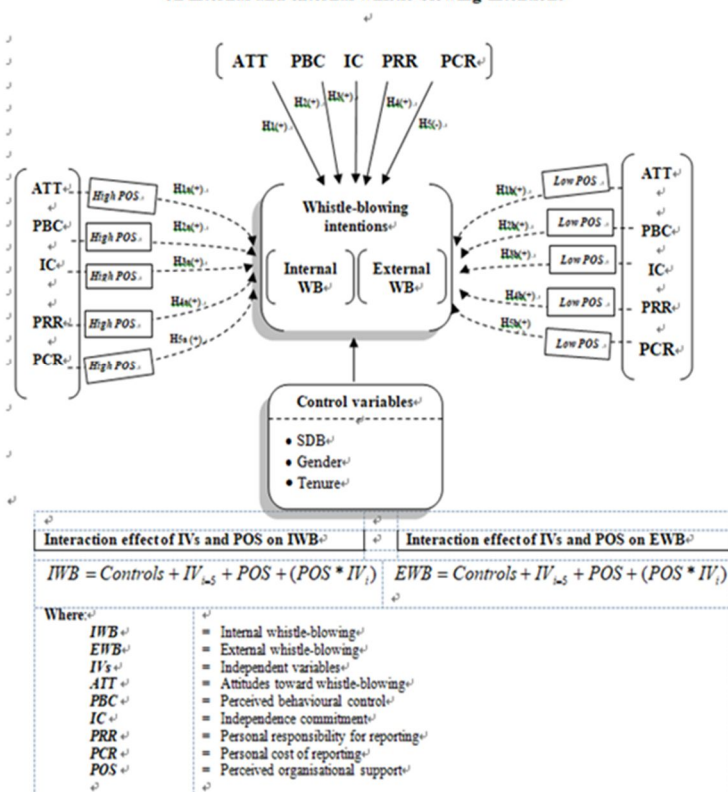 ATT PBC IC PRR PCR
H1(+) H2(+) H3(+) H4(+) H5(-)
ATT High POS H1a(+)
PBC High POS H2a(+)
IC High POS H3a(+)
PRR High POS H4a(+)
PCR High POS H5a (+)
Whistle-blowing
intentions
Internal
WB
External
WB
H1b(+) Low POS ATT
H2b(+) Low POS PBC
H3b(+) Low POS IC
H4b(+) Low POS PRR
H5b(+) Low POS PCR
Control variables
• SDB
• Gender
• Tenure
Interaction effect of IVs and POS on IWB
Interaction effect of IVs and POS on EWB
IWB = Controls + IV_{i=5} + POS + (POS * IV_i)
EWB = Controls + IV_{i=5} + POS + (POS * IV_i)
Where:
IWB = Internal whistle-blowing
EWB = External whistle-blowing
IVs = Independent variables
ATT = Attitudes toward whistle-blowing
PBC = Perceived behavioural control
IC = Independence commitment
PRR = Personal responsibility for reporting
PCR = Personal cost of reporting
POS = Perceived organisational support